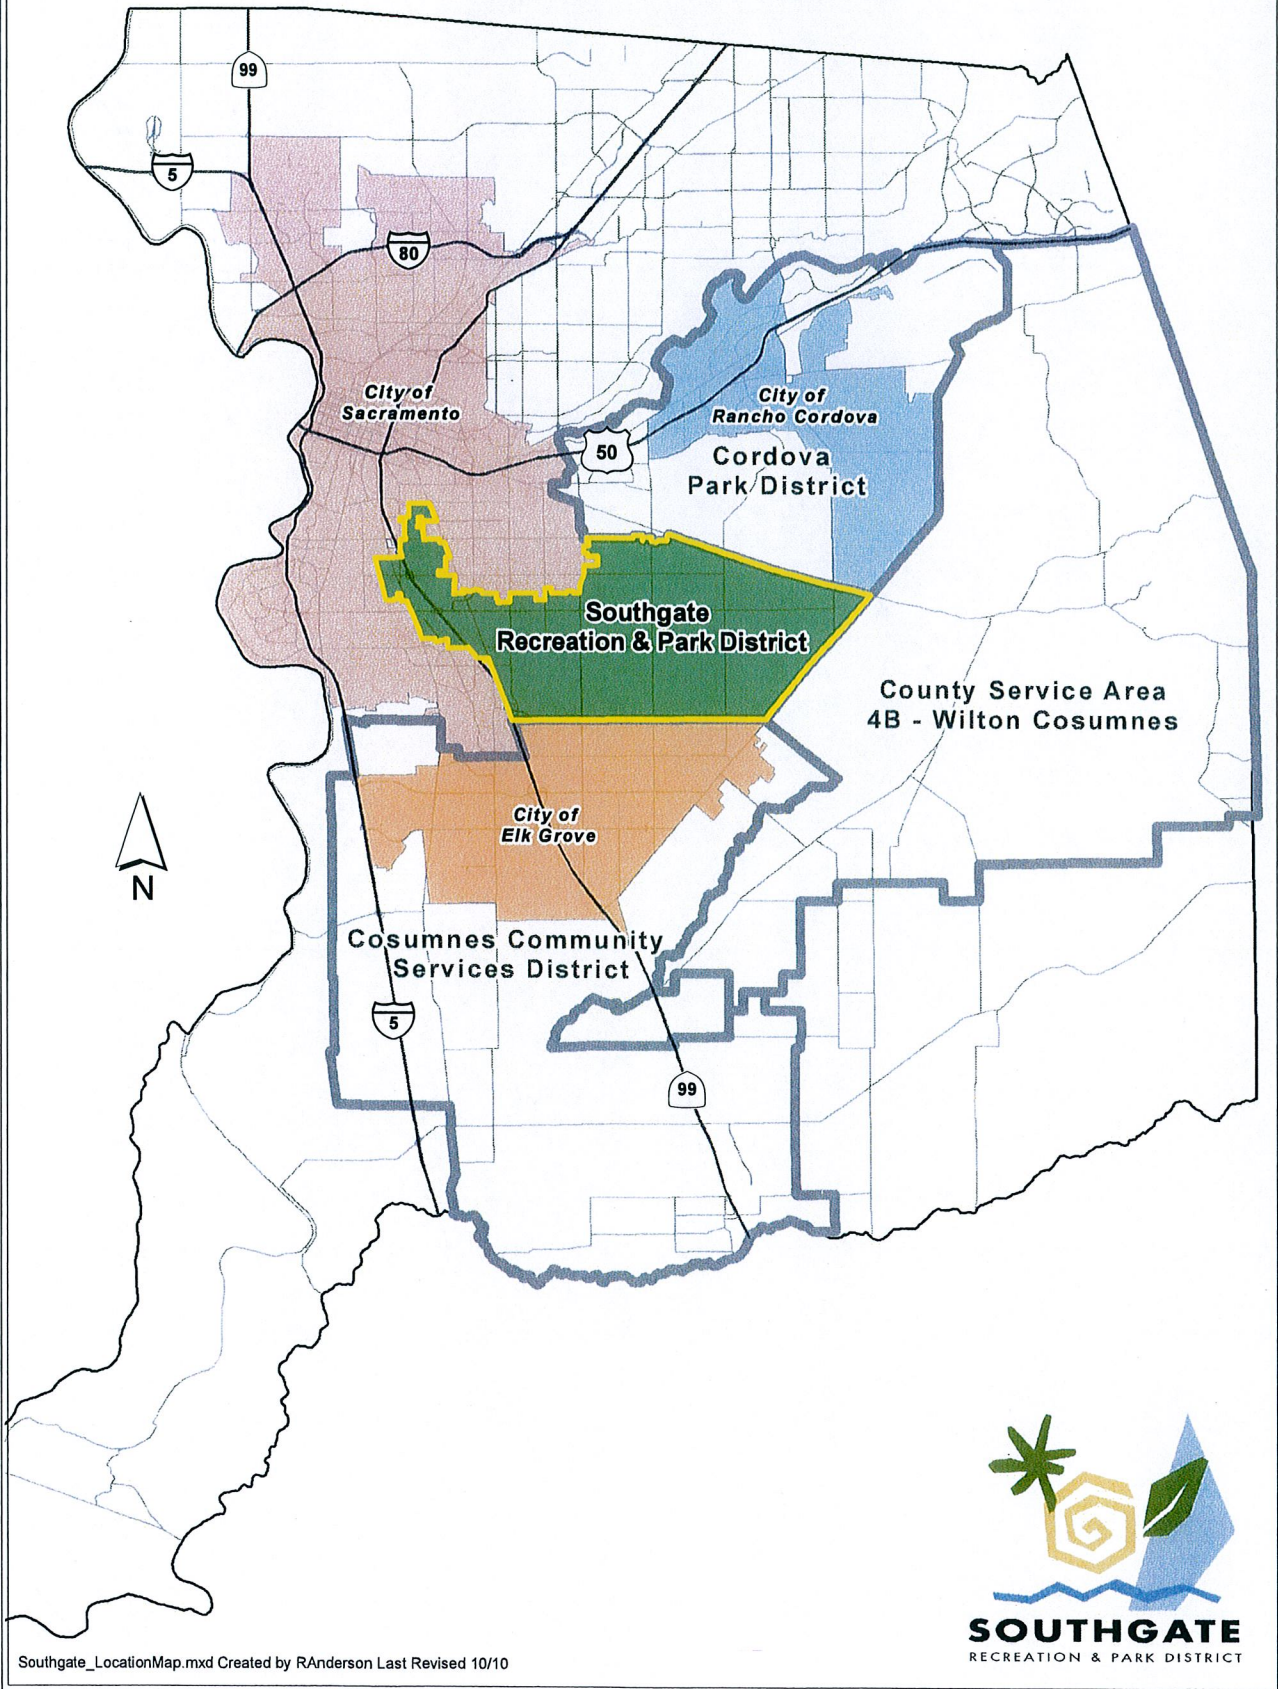 99
5
80
City of
Sacramento
City of
Rancho Cordova
50
Cordova
Park District
Southgate
Recreation & Park District
County Service Area
4B - Wilton Cosumnes
City of
Elk Grove
N
Cosumnes Community
Services District
5
99
SOUTHGATE
RECREATION & PARK DISTRICT
Southgate_LocationMap.mxd Created by RAnderson Last Revised 10/10